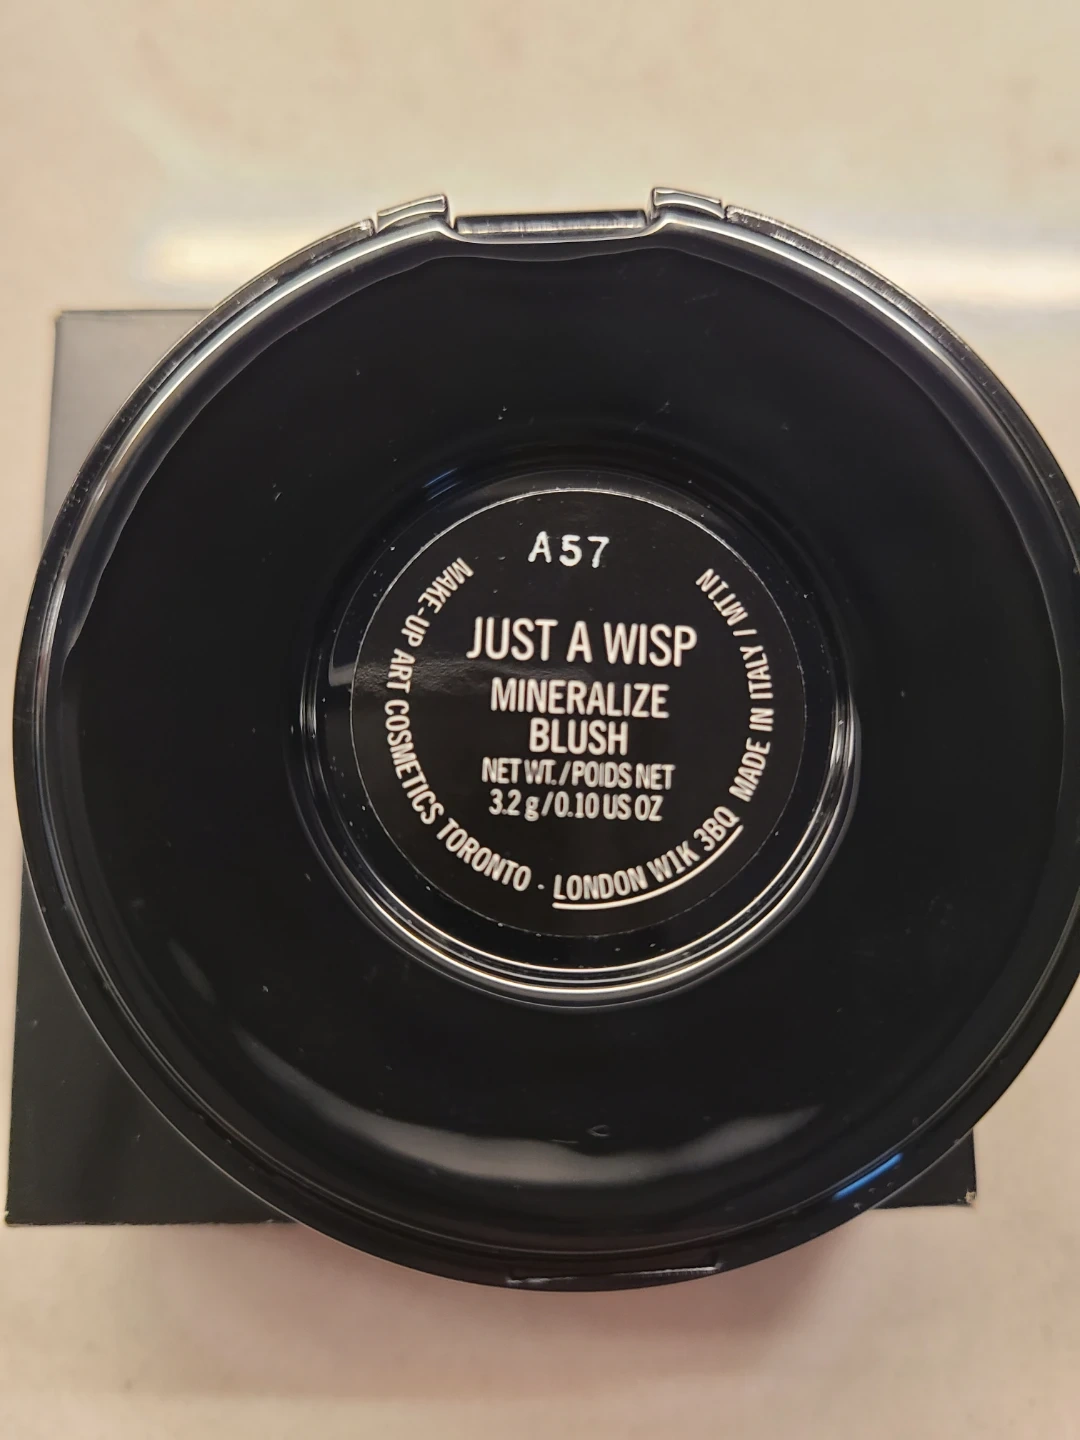 A57
JUST A WISP
MINERALIZE
BLUSH
NET WT./POIDS NET
3.2 g/0.10 US OZ
MAKE-UP ART COSMETICS TORONTO · LONDON W1K 3BQ MADE IN ITALY / MT1N